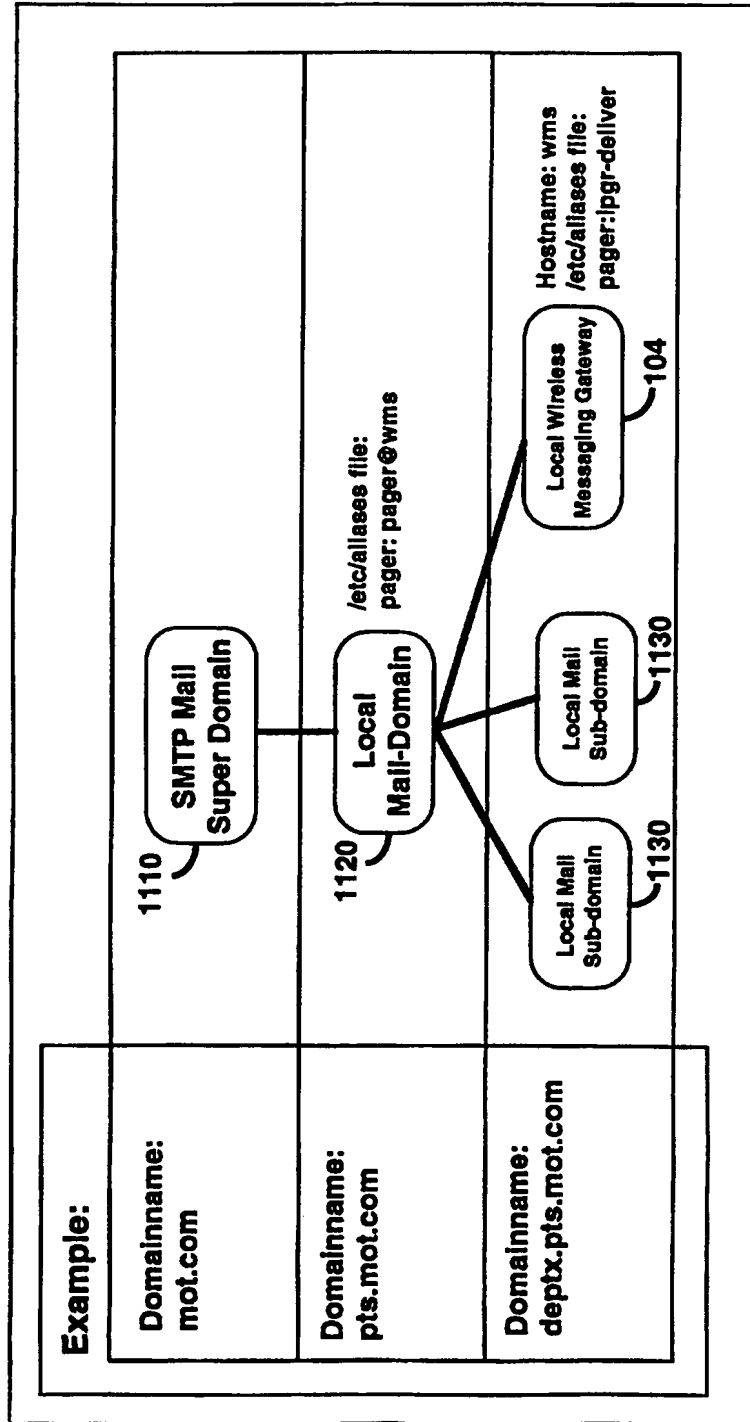 Example:
Domainname:
mot.com
1110
SMTP Mail
Super Domain
Domainname:
pts.mot.com
1120
Local
Mail-Domain
/etc/aliases file:
pager: pager@wms
Domainname:
deptx.pts.mot.com
Local Mail
Sub-domain
1130
Local Mail
Sub-domain
1130
Local Wireless
Messaging Gateway
104
Hostname: wms
/etc/aliases file:
pager:lpgr-deliver